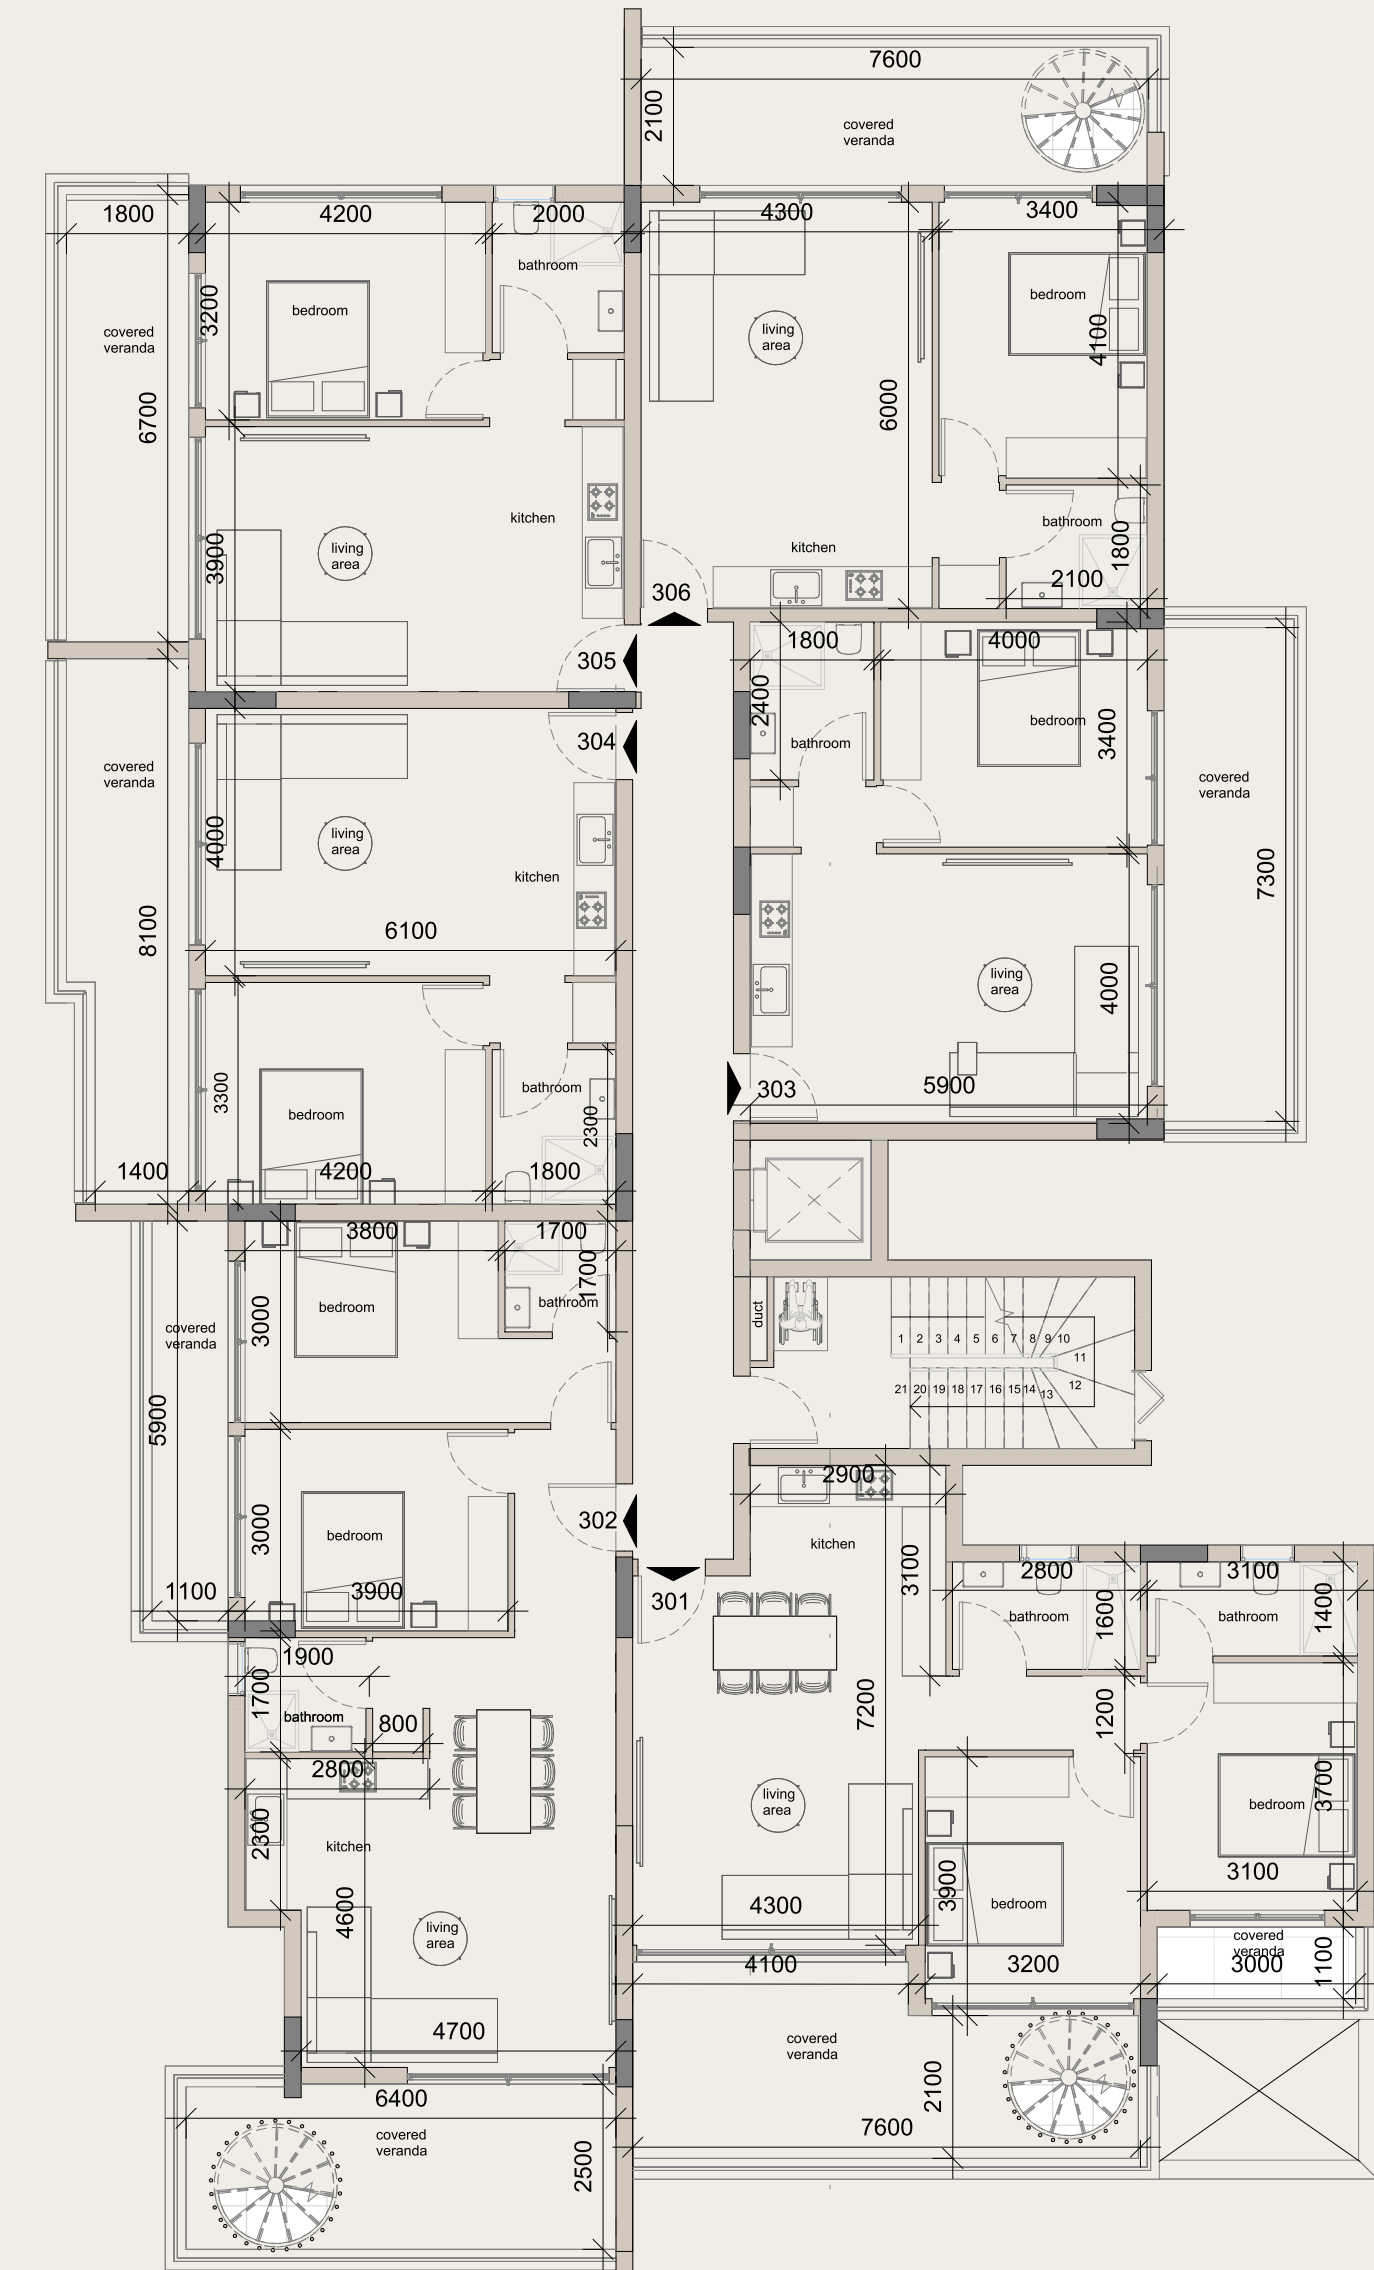 7600
2100
covered
veranda
1800
4200
2000
4300
3400
bathroom
bedroom
bedroom
3200
covered
veranda
living
area
4100
6700
6000
kitchen
bathroom
1800
3900
living
area
kitchen
2100
306
305
1800
4000
2400
bedroom
3400
304
bathroom
covered
veranda
covered
veranda
living
area
4000
7300
kitchen
8100
6100
living
area
4000
3300
bathroom
303
5900
bedroom
2300
1400
4200
1800
3800
1700
1700
bedroom
bathroom
3000
covered
veranda
duct
1 2 3 4 5 6 7 8 9 10
11
12
21 20 19 18 17 16 15 14 13
5900
2900
3000
302
bedroom
kitchen
3100
1100
3900
301
2800
3100
bathroom
1600
bathroom
1400
1900
1700
bathroom
800
7200
1200
2800
living
area
bedroom
3700
2300
kitchen
3100
4600
living
area
4300
3900
bedroom
covered
veranda
4100
3200
3000
1100
4700
covered
veranda
6400
2100
covered
veranda
7600
2500